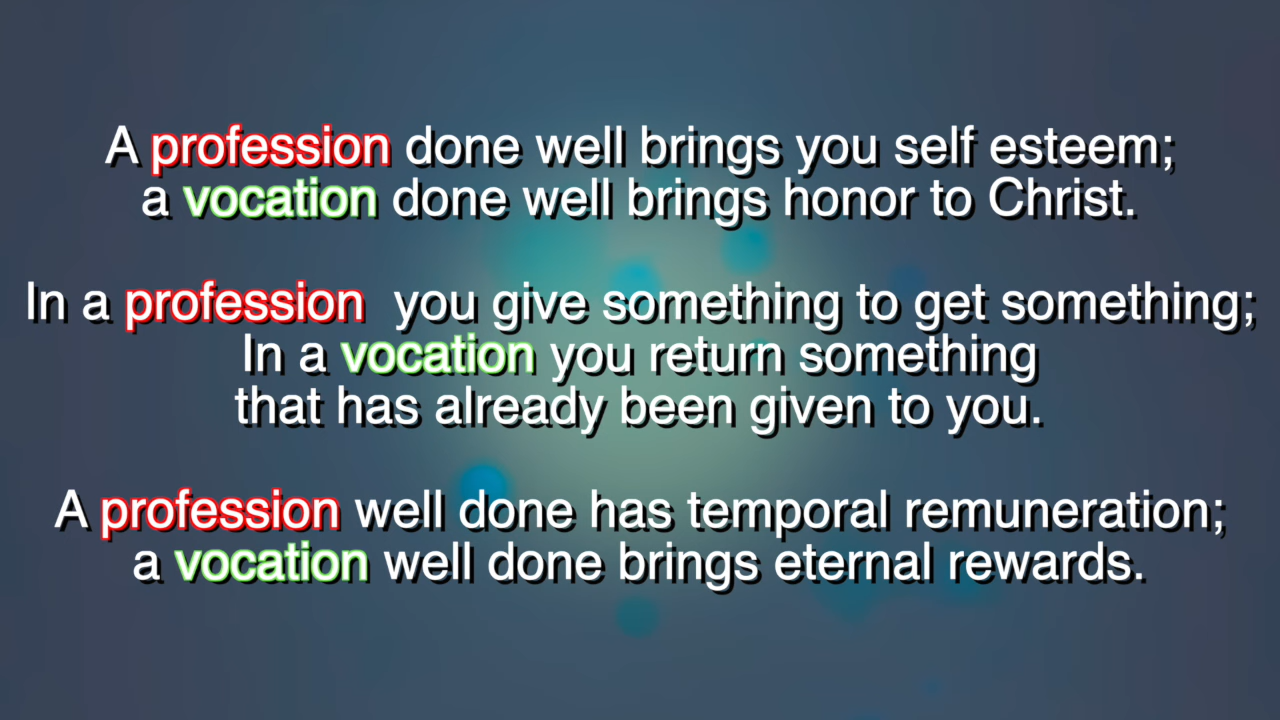 A profession done well brings you self esteem;
a vocation done well brings honor to Christ.
In a profession you give something to get something;
In a vocation you return something
that has already been given to you.
A profession well done has temporal remuneration;
a vocation well done brings eternal rewards.